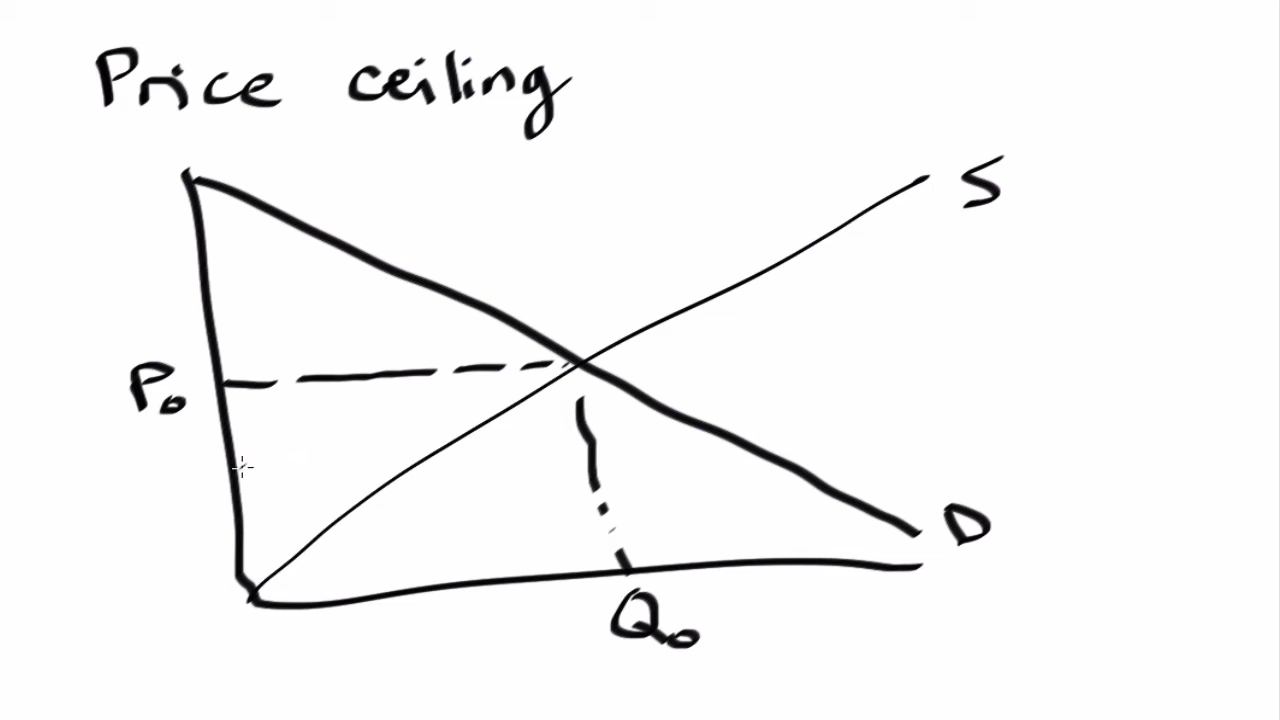 Price ceiling
S
P₀
D
Q₀